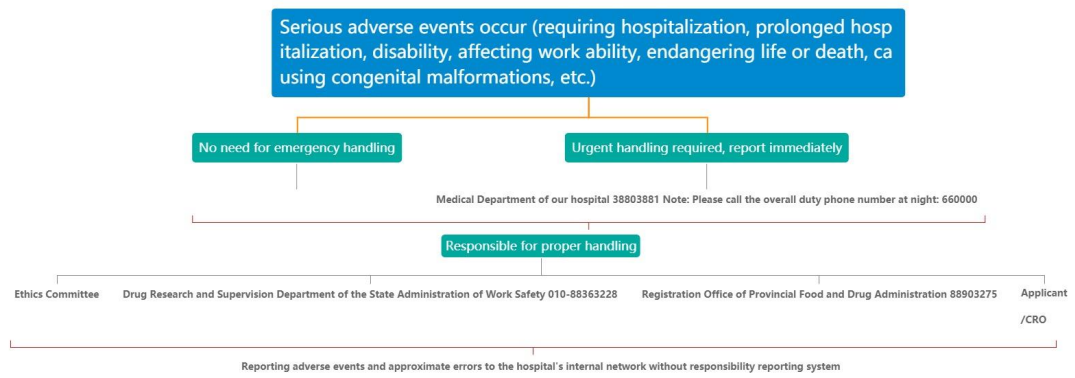 Serious adverse events occur (requiring hospitalization, prolonged hosp
italization, disability, affecting work ability, endangering life or death, ca
using congenital malformations, etc.)
No need for emergency handling
Urgent handling required, report immediately
Medical Department of our hospital 38803881 Note: Please call the overall duty phone number at night: 660000
Responsible for proper handling
Ethics Committee
Drug Research and Supervision Department of the State Administration of Work Safety 010-88363228
Registration Office of Provincial Food and Drug Administration 88903275
Applicant
/CRO
Reporting adverse events and approximate errors to the hospital's internal network without responsibility reporting system